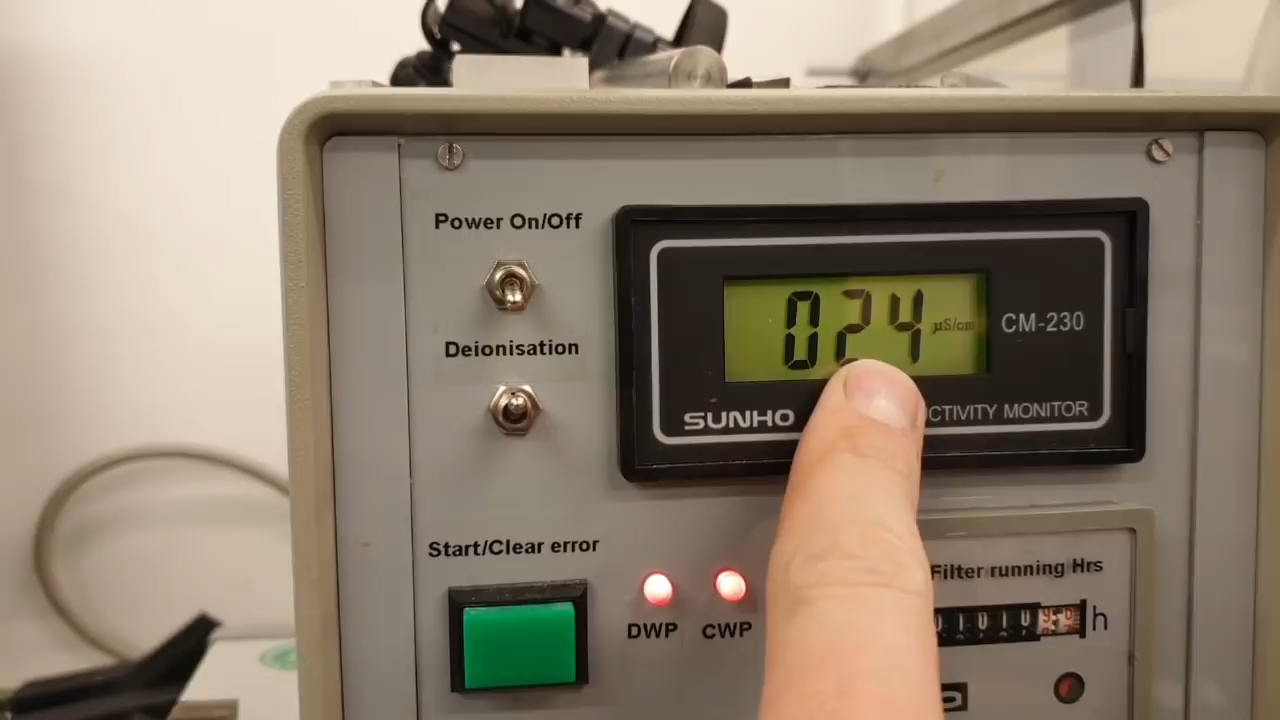 Power On/Off
024 µS/cm
CM-230
Deionisation
SUNHO
CTIVITY MONITOR
Start/Clear error
DWP
CWP
Filter running Hrs
h